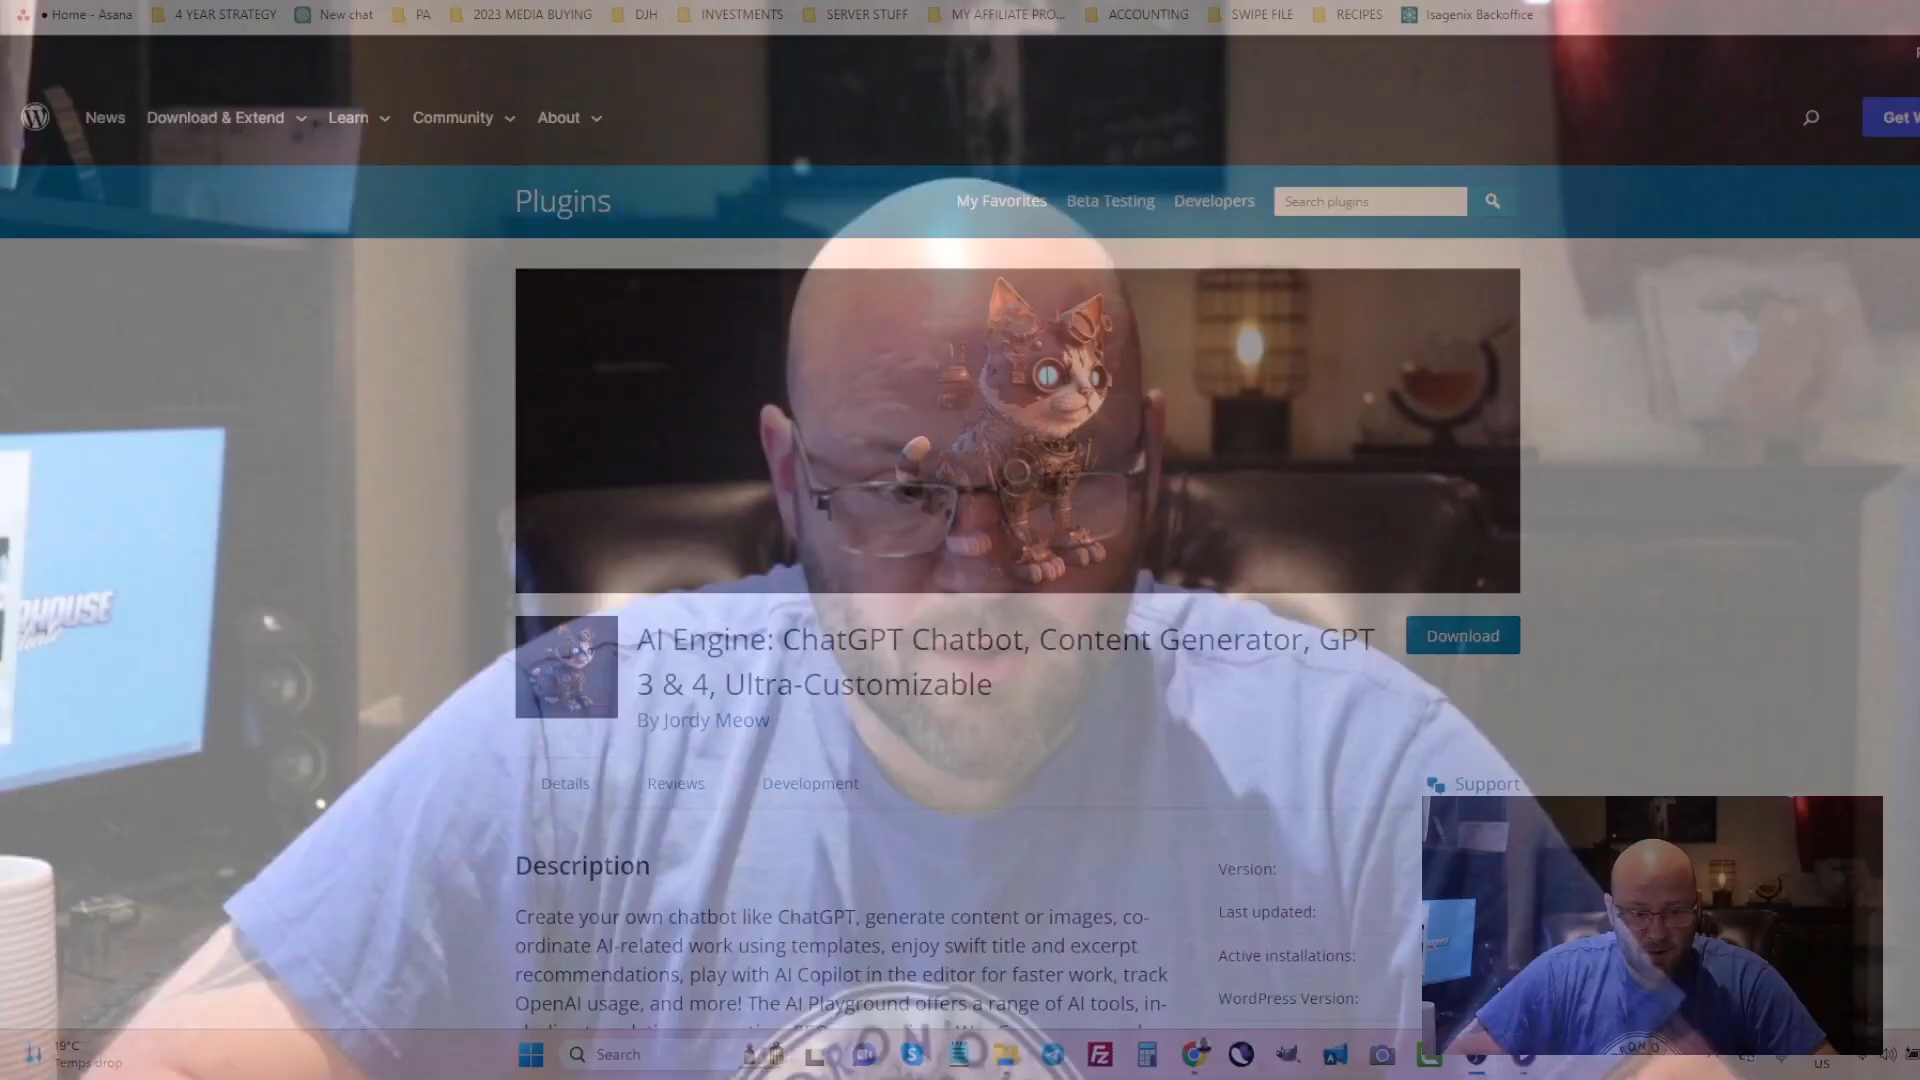 Home - Asana
4 YEAR STRATEGY
New chat
PA
2023 MEDIA BUYING
DJH
INVESTMENTS
SERVER STUFF
MY AFFILIATE PRO...
ACCOUNTING
SWIPE FILE
RECIPES
Isagenix Backoffice
News
Download & Extend
Learn
Community
About
Get W
Plugins
My Favorites
Beta Testing
Developers
Search plugins
AI Engine: ChatGPT Chatbot, Content Generator, GPT
3 & 4, Ultra-Customizable
By Jordy Meow
Download
Details
Reviews
Development
Support
Description
Create your own chatbot like ChatGPT, generate content or images, co-
ordinate AI-related work using templates, enjoy swift title and excerpt
recommendations, play with AI Copilot in the editor for faster work, track
OpenAI usage, and more! The AI Playground offers a range of AI tools, in-
Version:
Last updated:
Active installations:
WordPress Version:
19°C
Temps drop
Search
US